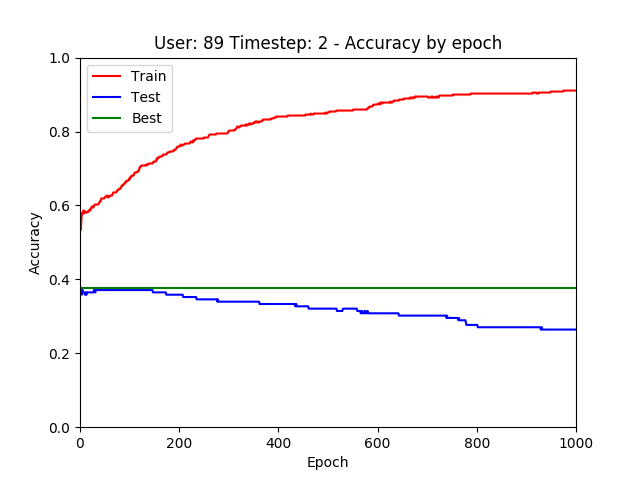 User: 89 Timestep: 2 - Accuracy by epoch
1.0
0.8
0.6
0.4
0.2
0.0
Accuracy
Train
Test
Best
0 200 400 600 800 1000
Epoch